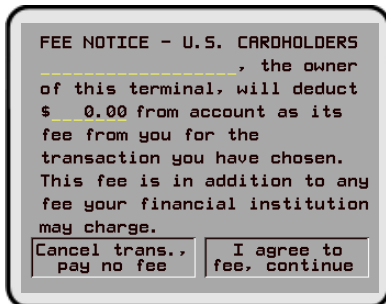 FEE NOTICE - U.S. CARDHOLDERS
__________________, the owner
of this terminal, will deduct
$___0.00 from account as its
fee from you for the
transaction you have chosen.
This fee is in addition to any
fee your financial institution
may charge.
Cancel trans.,
pay no fee
I agree to
fee, continue